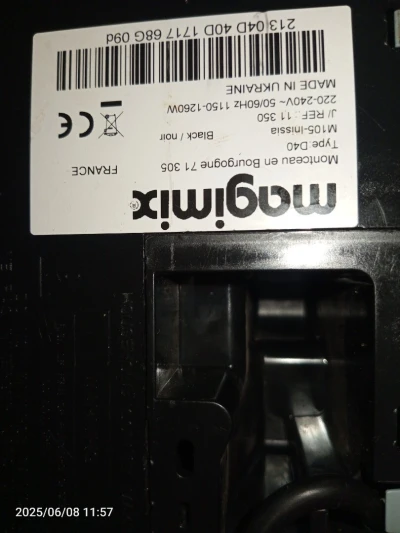 magimix®
Montceau en Bourgogne 71 305
FRANCE
Type:D40
M105-Inissia
Black / noir
J/ REF.: 11 350
220-240V~ 50/60Hz 1150-1260W
MADE IN UKRAINE
CE
213 04D 40D 1717 68G 09d
2025/06/08 11:57